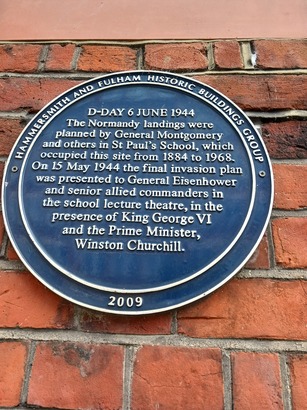 HAMMERSMITH AND FULHAM HISTORIC BUILDINGS GROUP
D-DAY 6 JUNE 1944
The Normandy landings were
planned by General Montgomery
and others in St Paul's School, which
occupied this site from 1884 to 1968.
On 15 May 1944 the final invasion plan
was presented to General Eisenhower
and senior allied commanders in
the school lecture theatre, in the
presence of King George VI
and the Prime Minister,
Winston Churchill.
2009